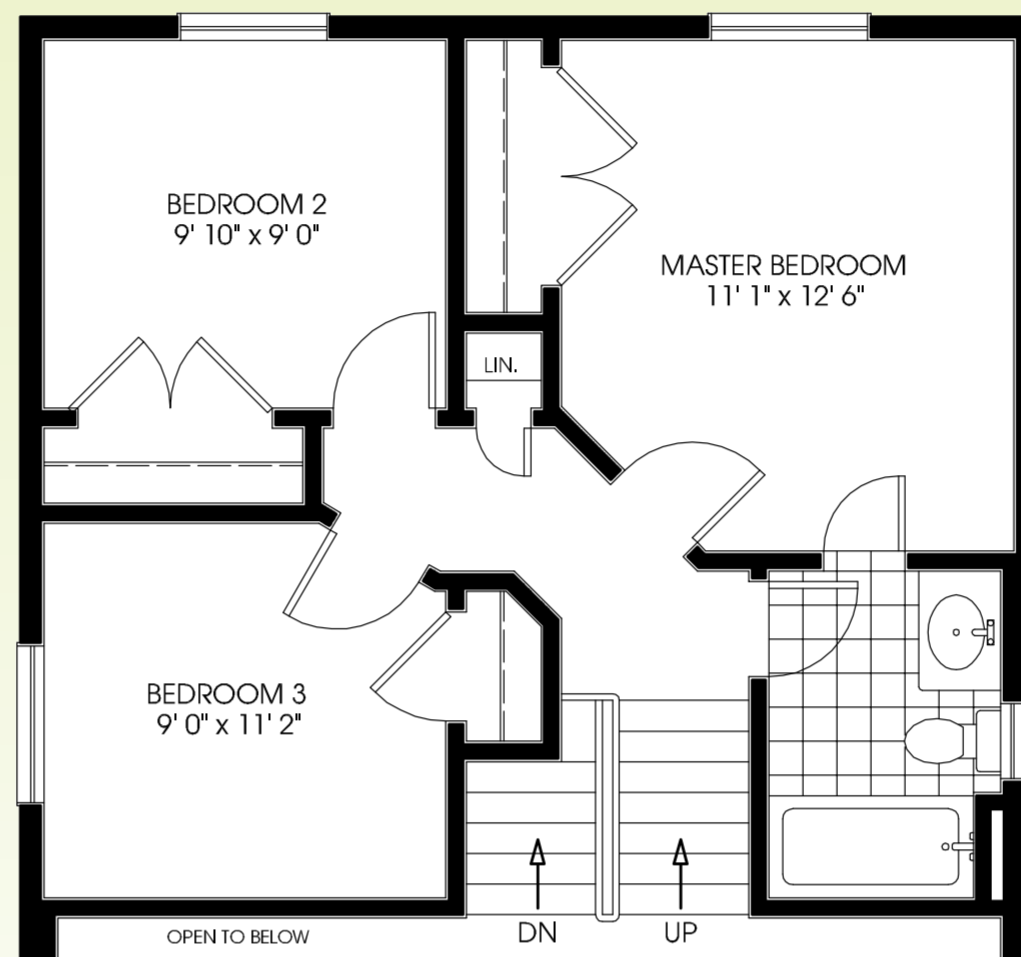 BEDROOM 2
9' 10" x 9' 0"
MASTER BEDROOM
11' 1" x 12' 6"
LIN.
BEDROOM 3
9' 0" x 11' 2"
OPEN TO BELOW
DN
UP